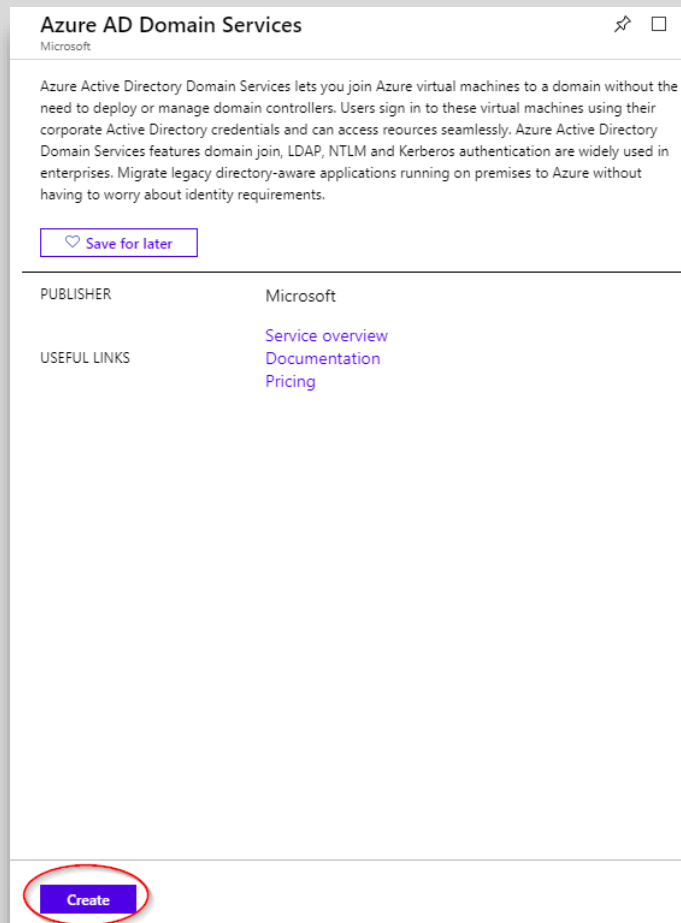 Azure AD Domain Services
Microsoft
Azure Active Directory Domain Services lets you join Azure virtual machines to a domain without the
need to deploy or manage domain controllers. Users sign in to these virtual machines using their
corporate Active Directory credentials and can access reources seamlessly. Azure Active Directory
Domain Services features domain join, LDAP, NTLM and Kerberos authentication are widely used in
enterprises. Migrate legacy directory-aware applications running on premises to Azure without
having to worry about identity requirements.
Save for later
PUBLISHER Microsoft
Service overview
USEFUL LINKS Documentation
Pricing
Create